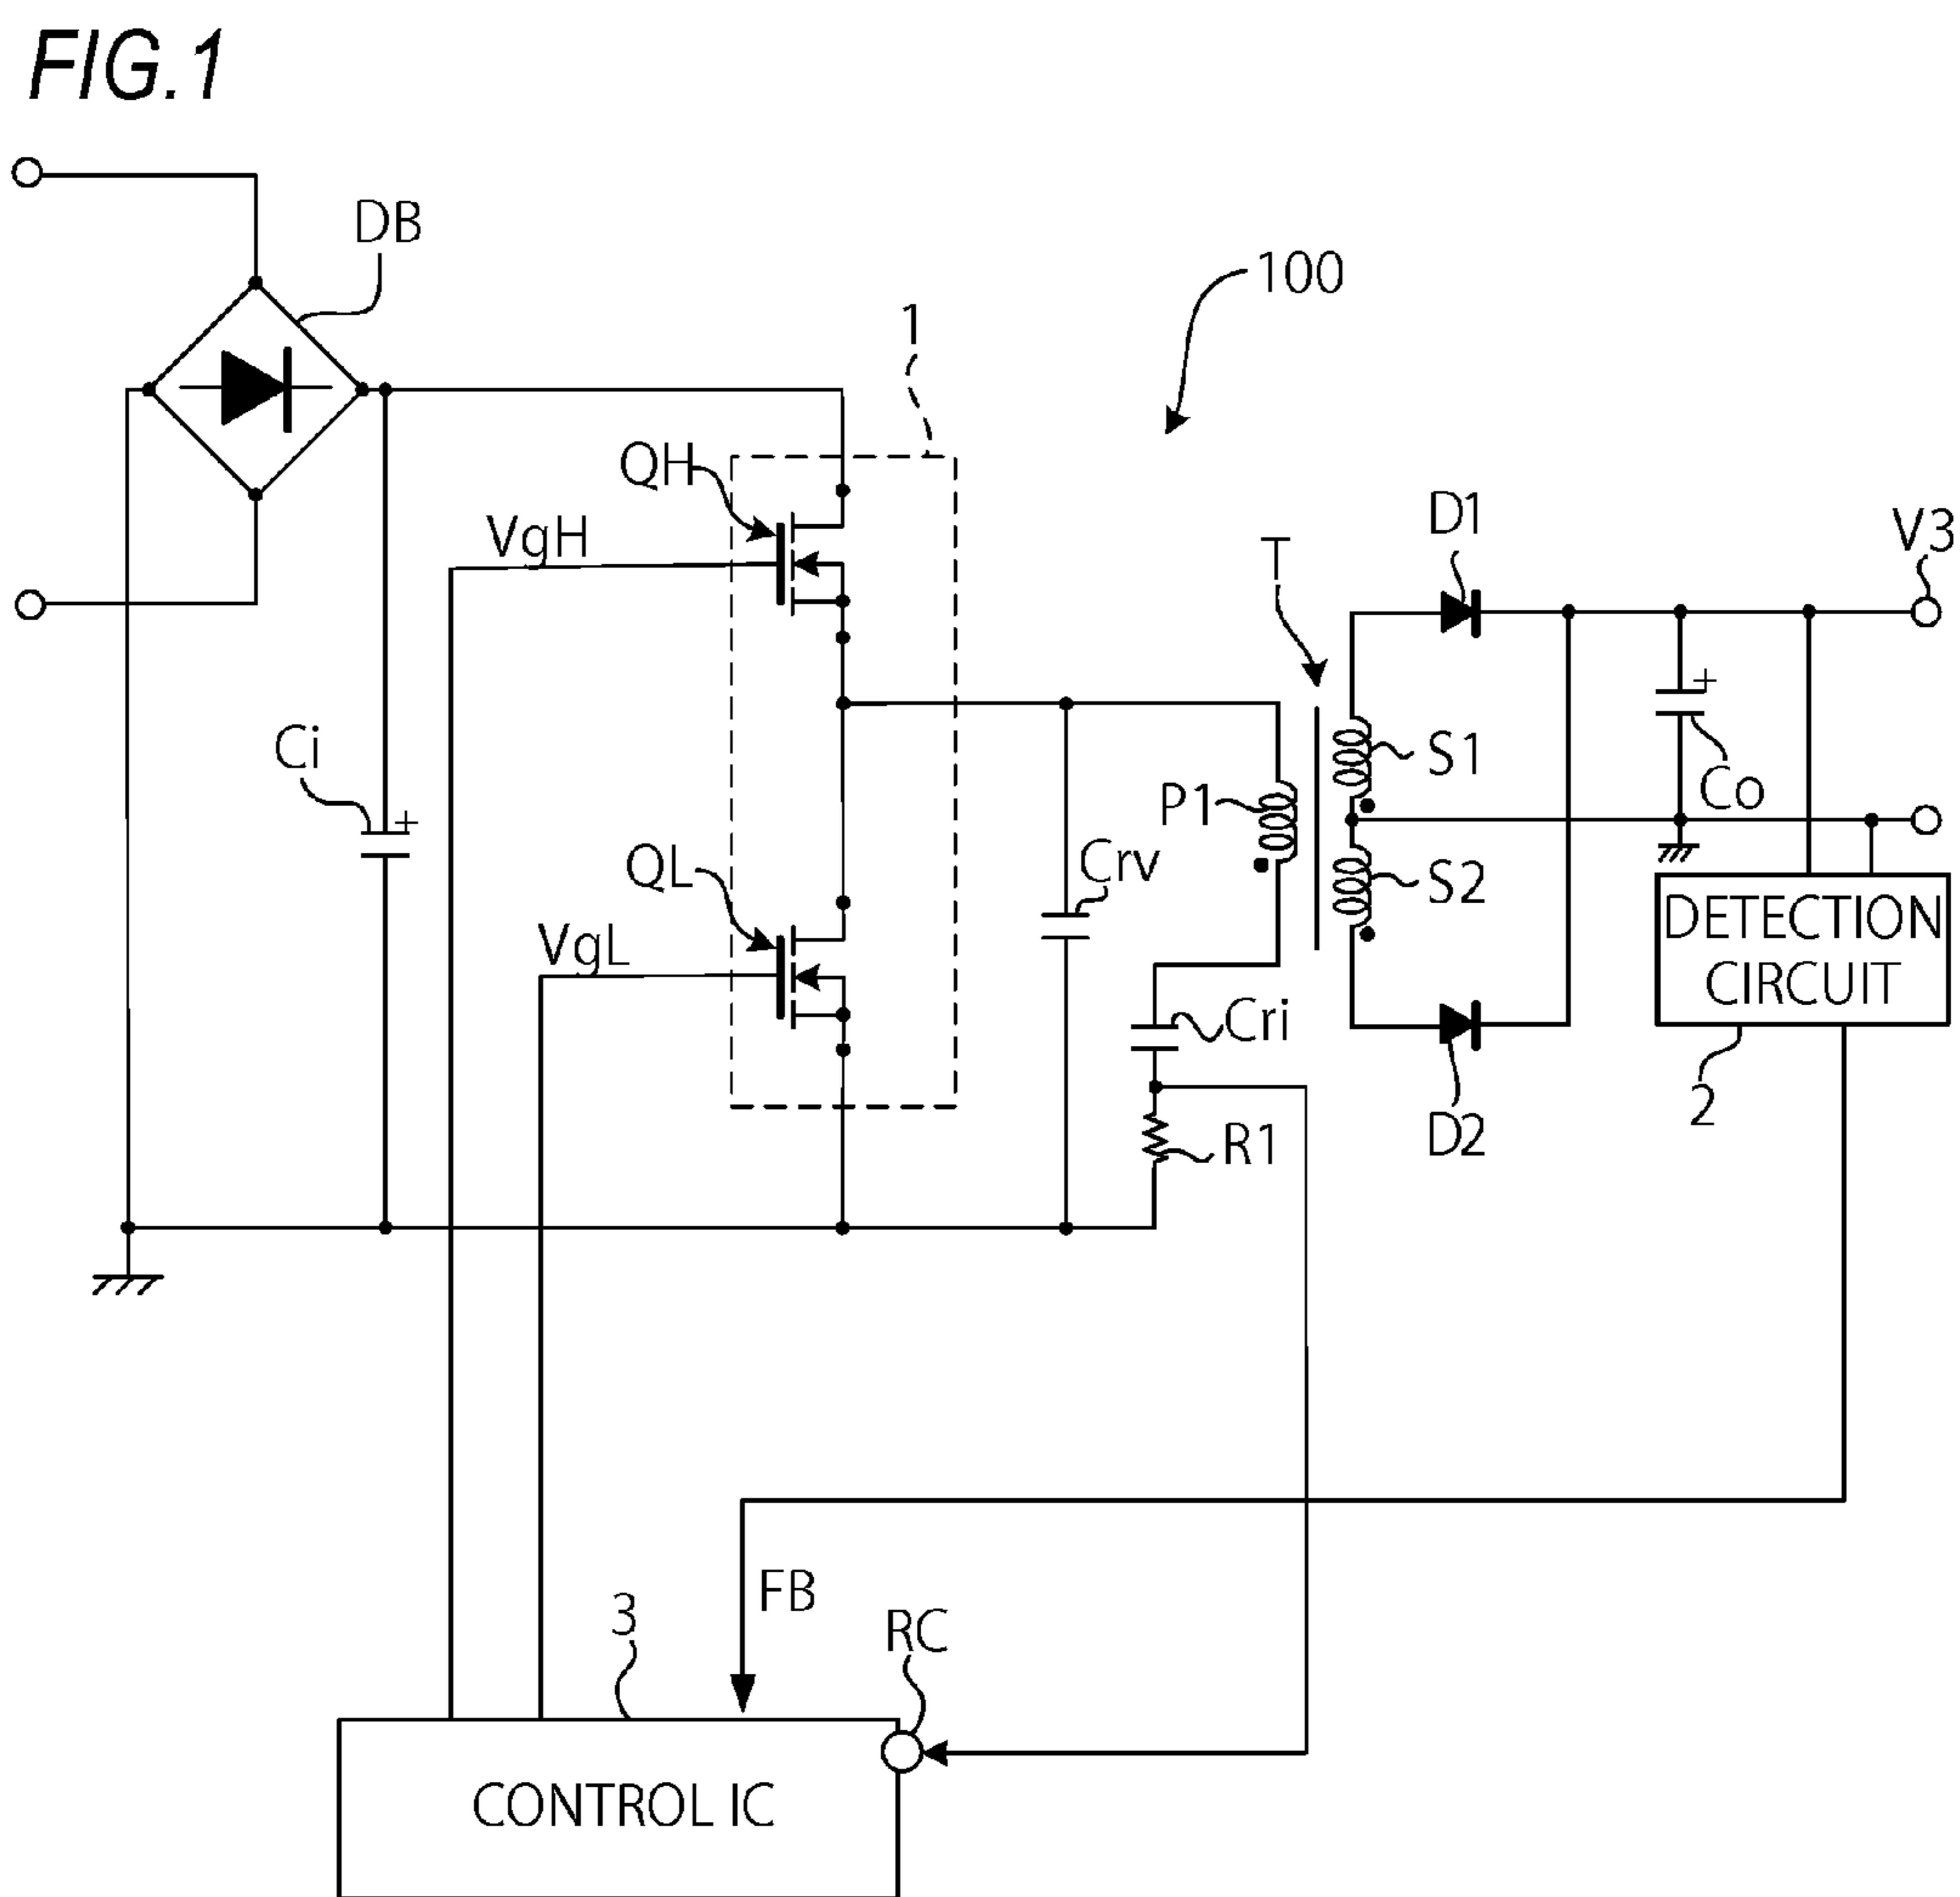 FIG.1
DB
100
1
QH
VgH
D1
V3
T
Ci
+
+
S1
Co
P1
Crv
QL
S2
VgL
DETECTION
CIRCUIT
Cri
2
R1
D2
FB
3
RC
CONTROL IC